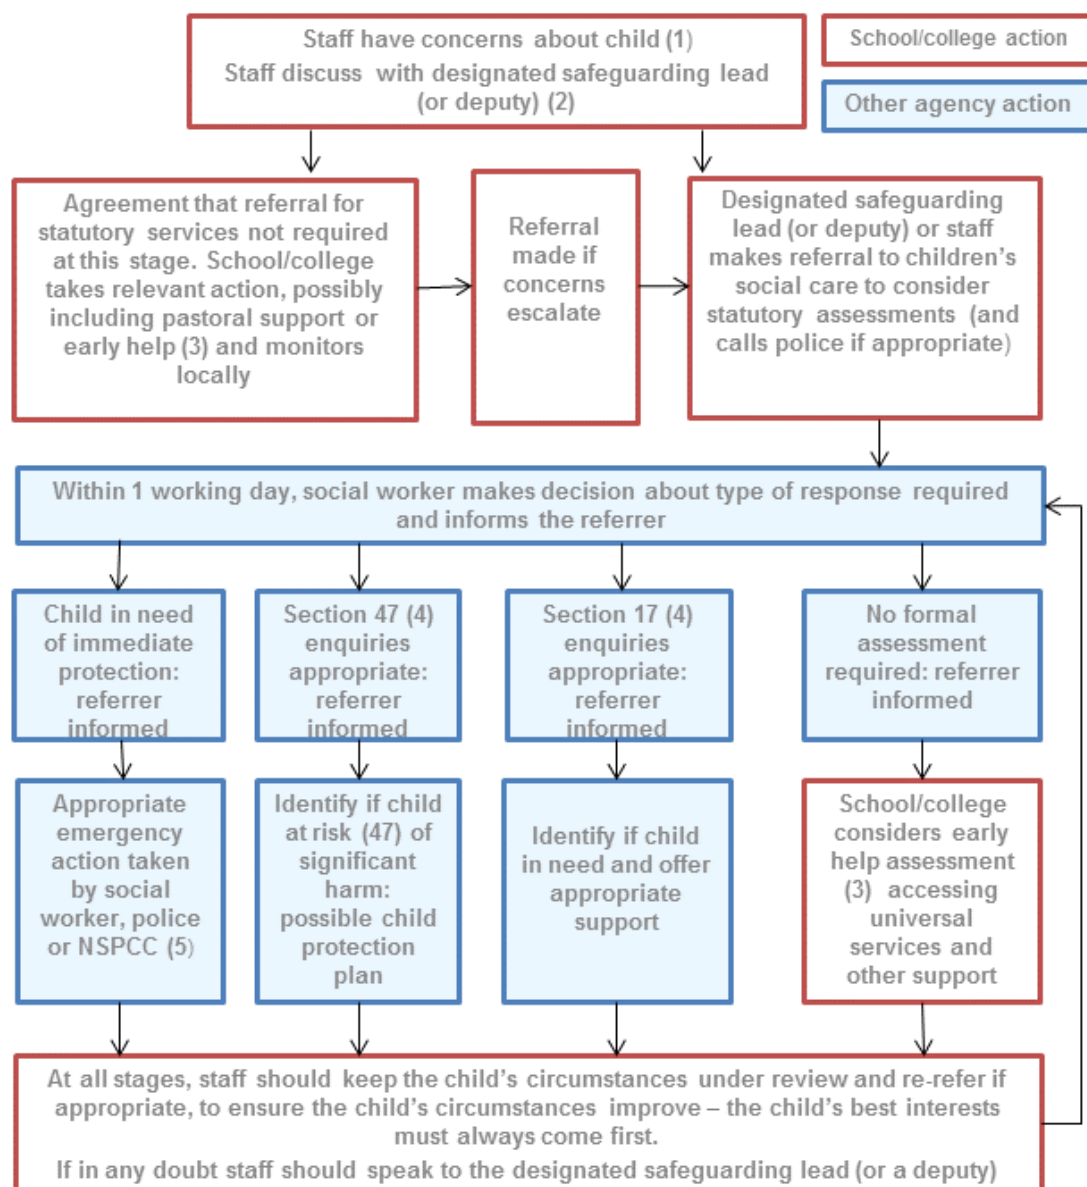 Staff have concerns about child (1)
Staff discuss with designated safeguarding lead
(or deputy) (2)
School/college action
Other agency action
Agreement that referral for
statutory services not required
at this stage. School/college
takes relevant action, possibly
including pastoral support or
early help (3) and monitors
locally
Referral
made if
concerns
escalate
Designated safeguarding
lead (or deputy) or staff
makes referral to children's
social care to consider
statutory assessments (and
calls police if appropriate)
Within 1 working day, social worker makes decision about type of response required
and informs the referrer
Child in need
of immediate
protection:
referrer
informed
Section 47 (4)
enquiries
appropriate:
referrer
informed
Section 17 (4)
enquiries
appropriate:
referrer
informed
No formal
assessment
required: referrer
informed
Appropriate
emergency
action taken
by social
worker, police
or NSPCC (5)
Identify if child
at risk (47) of
significant
harm:
possible child
protection
plan
Identify if child
in need and offer
appropriate
support
School/college
considers early
help assessment
(3) accessing
universal
services and
other support
At all stages, staff should keep the child's circumstances under review and re-refer if
appropriate, to ensure the child's circumstances improve – the child's best interests
must always come first.
If in any doubt staff should speak to the designated safeguarding lead (or a deputy)